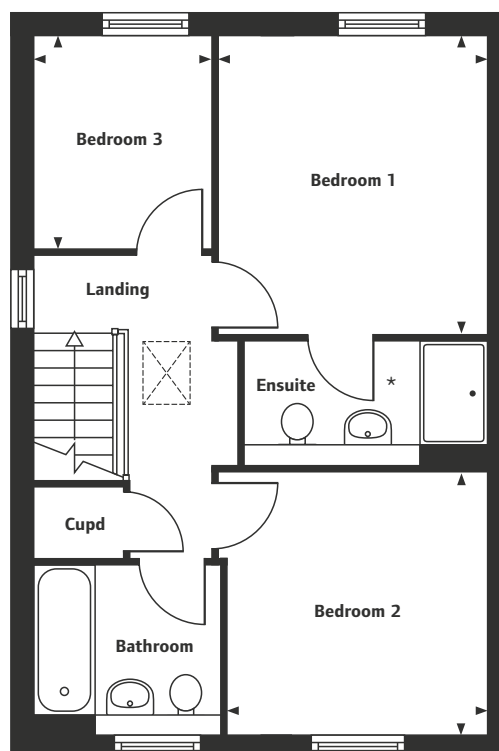 Bedroom 3
Bedroom 1
Landing
Ensuite
*
Cupd
Bedroom 2
Bathroom